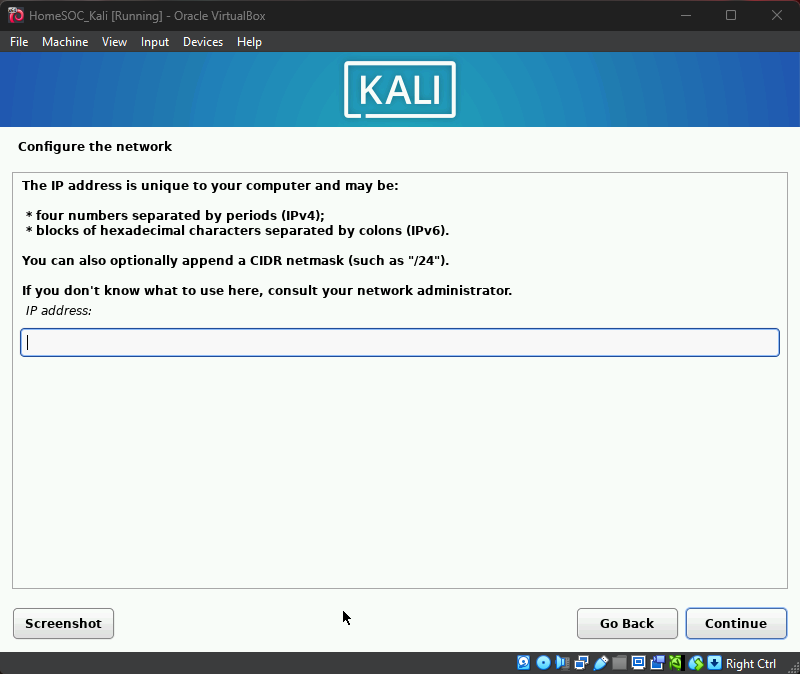 HomeSOC_Kali [Running] - Oracle VirtualBox
File Machine View Input Devices Help
KALI
Configure the network
The IP address is unique to your computer and may be:
* four numbers separated by periods (IPv4);
* blocks of hexadecimal characters separated by colons (IPv6).
You can also optionally append a CIDR netmask (such as "/24").
If you don't know what to use here, consult your network administrator.
IP address:
Screenshot Go Back Continue
Right Ctrl